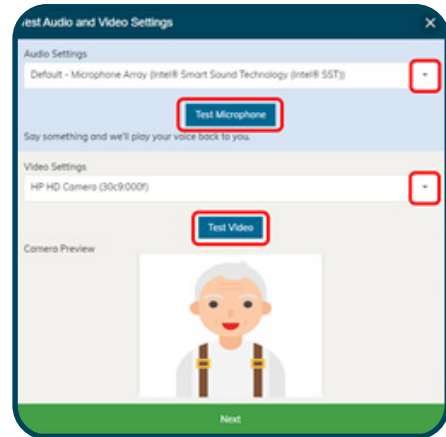 Test Audio and Video Settings
Audio Settings
Default - Microphone Array (Intel® Smart Sound Technology (Intel® SST))
Test Microphone
Say something and we'll play your voice back to you.
Video Settings
HP HD Camera (30c9:000f)
Test Video
Camera Preview
Next